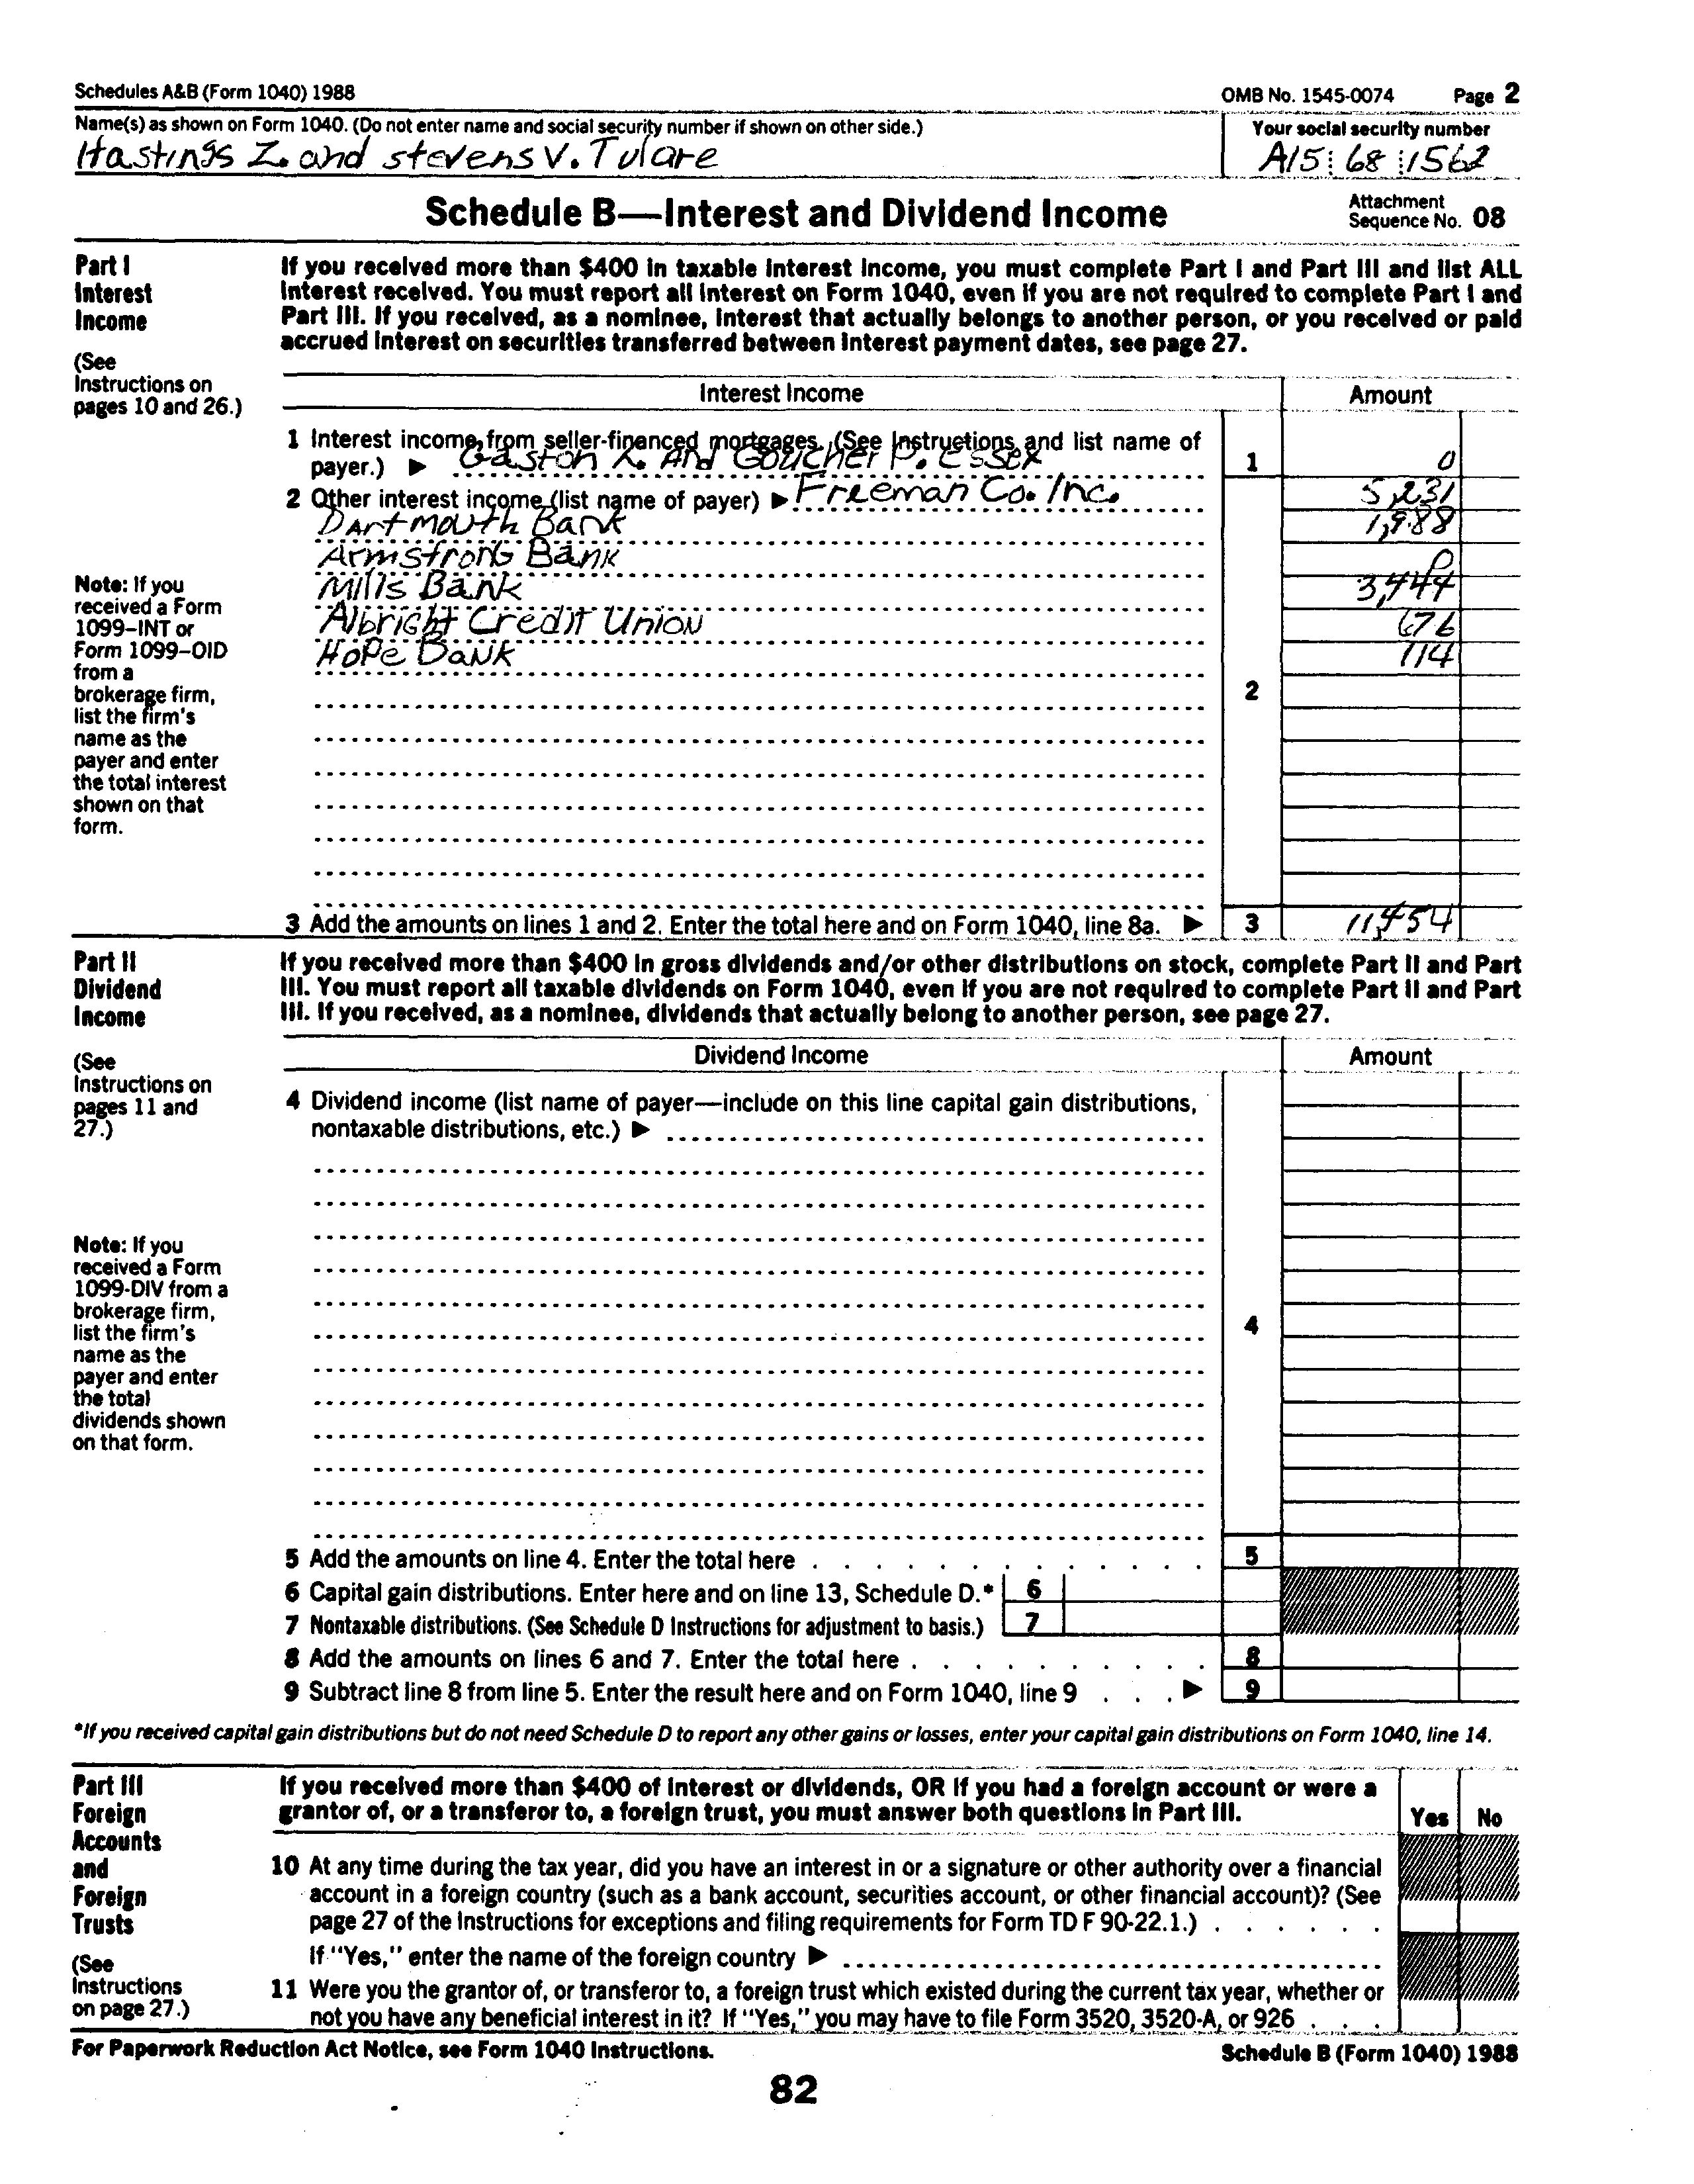 Schedules A&B (Form 1040) 1988 OMB No. 1545-0074 Page 2
Name(s) as shown on Form 1040. (Do not enter name and social security number if shown on other side.) Your social security number
Hastings Z. and stevens V. Tulare A15 68 1562
Schedule B—Interest and Dividend Income Attachment Sequence No. 08
Part I
Interest
Income
(See
Instructions on
pages 10 and 26.)
If you received more than $400 in taxable interest income, you must complete Part I and Part III and list ALL
interest received. You must report all interest on Form 1040, even if you are not required to complete Part I and
Part III. If you received, as a nominee, interest that actually belongs to another person, or you received or paid
accrued interest on securities transferred between interest payment dates, see page 27.
Interest Income Amount
1 Interest income from seller-financed mortgages. (See Instructions and list name of
payer.) ▶ Gaston K. And Goucher P. Essex 1 0
2 Other interest income (list name of payer) ▶ Freeman Co. Inc. 5,231
Dartmouth Bank 1,988
Armstrong Bank 0
Mills Bank 3,444
Albright Credit Union 676
Hope Bank 114
2
Note: If you
received a Form
1099–INT or
Form 1099–OID
from a
brokerage firm,
list the firm's
name as the
payer and enter
the total interest
shown on that
form.
3 Add the amounts on lines 1 and 2. Enter the total here and on Form 1040, line 8a. ▶ 3 11,454
Part II
Dividend
Income
(See
Instructions on
pages 11 and
27.)
If you received more than $400 in gross dividends and/or other distributions on stock, complete Part II and Part
III. You must report all taxable dividends on Form 1040, even if you are not required to complete Part II and Part
III. If you received, as a nominee, dividends that actually belong to another person, see page 27.
Dividend Income Amount
4 Dividend income (list name of payer—include on this line capital gain distributions,
nontaxable distributions, etc.) ▶
Note: If you
received a Form
1099-DIV from a
brokerage firm,
list the firm's
name as the
payer and enter
the total
dividends shown
on that form.
4
5 Add the amounts on line 4. Enter the total here 5
6 Capital gain distributions. Enter here and on line 13, Schedule D.* 6
7 Nontaxable distributions. (See Schedule D Instructions for adjustment to basis.) 7
8 Add the amounts on lines 6 and 7. Enter the total here 8
9 Subtract line 8 from line 5. Enter the result here and on Form 1040, line 9 ▶ 9
*If you received capital gain distributions but do not need Schedule D to report any other gains or losses, enter your capital gain distributions on Form 1040, line 14.
Part III
Foreign
Accounts
and
Foreign
Trusts
(See
Instructions
on page 27.)
If you received more than $400 of interest or dividends, OR if you had a foreign account or were a
grantor of, or a transferor to, a foreign trust, you must answer both questions in Part III. Yes No
10 At any time during the tax year, did you have an interest in or a signature or other authority over a financial
account in a foreign country (such as a bank account, securities account, or other financial account)? (See
page 27 of the Instructions for exceptions and filing requirements for Form TD F 90-22.1.)
If "Yes," enter the name of the foreign country ▶
11 Were you the grantor of, or transferor to, a foreign trust which existed during the current tax year, whether or
not you have any beneficial interest in it? If "Yes," you may have to file Form 3520, 3520-A, or 926
For Paperwork Reduction Act Notice, see Form 1040 Instructions. Schedule B (Form 1040) 1988
82